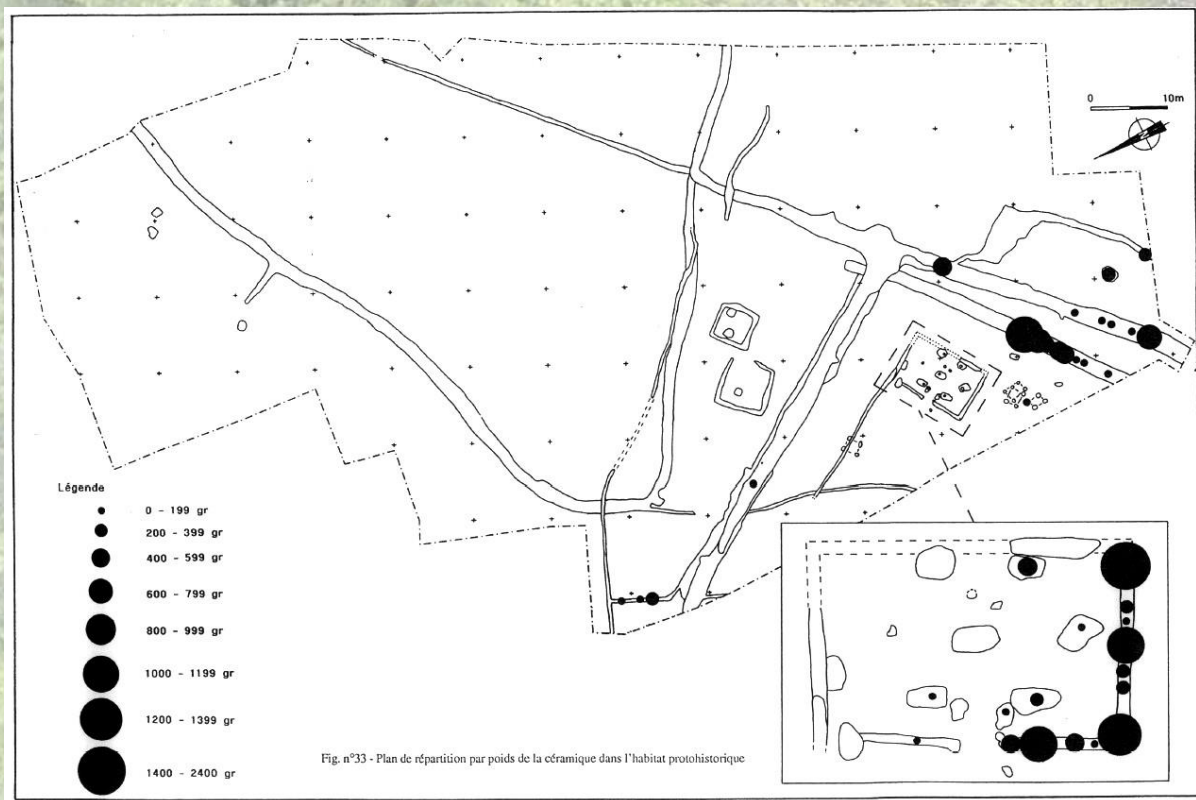 0 10m
Légende
0 - 199 gr
200 - 399 gr
400 - 599 gr
600 - 799 gr
800 - 999 gr
1000 - 1199 gr
1200 - 1399 gr
1400 - 2400 gr
Fig. n°33 - Plan de répartition par poids de la céramique dans l'habitat protohistorique